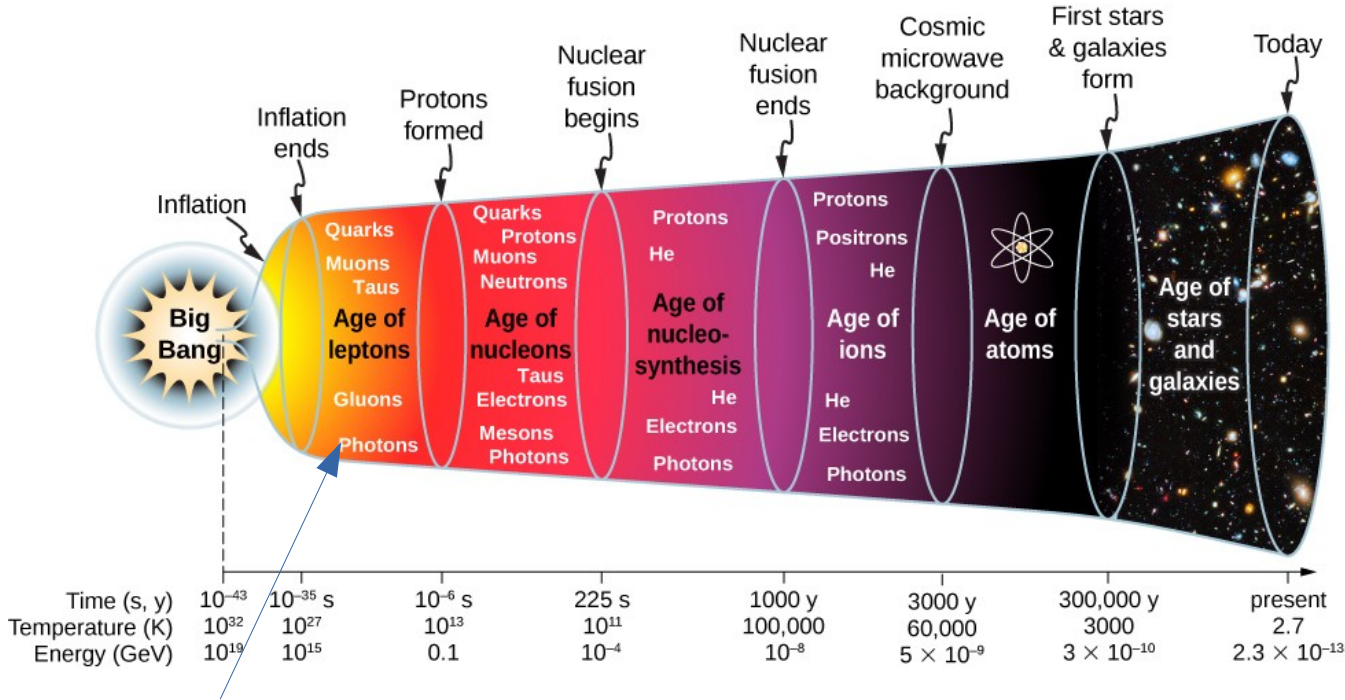 Inflation
Inflation
ends
Protons
formed
Nuclear
fusion
begins
Nuclear
fusion
ends
Cosmic
microwave
background
First stars
& galaxies
form
Today
Big
Bang
Quarks
Muons
Taus
Age of
leptons
Gluons
Photons
Quarks
Protons
Muons
Neutrons
Age of
nucleons
Taus
Electrons
Mesons
Photons
Protons
He
Age of
nucleo-
synthesis
He
Electrons
Photons
Protons
Positrons
He
Age of
ions
He
Electrons
Photons
Age of
atoms
Age of
stars
and
galaxies
Time (s, y) 10⁻⁴³ 10⁻³⁵ s 10⁻⁶ s 225 s 1000 y 3000 y 300,000 y present
Temperature (K) 10³² 10²⁷ 10¹³ 10¹¹ 100,000 60,000 3000 2.7
Energy (GeV) 10¹⁹ 10¹⁵ 0.1 10⁻⁴ 10⁻⁸ 5 × 10⁻⁹ 3 × 10⁻¹⁰ 2.3 × 10⁻¹³